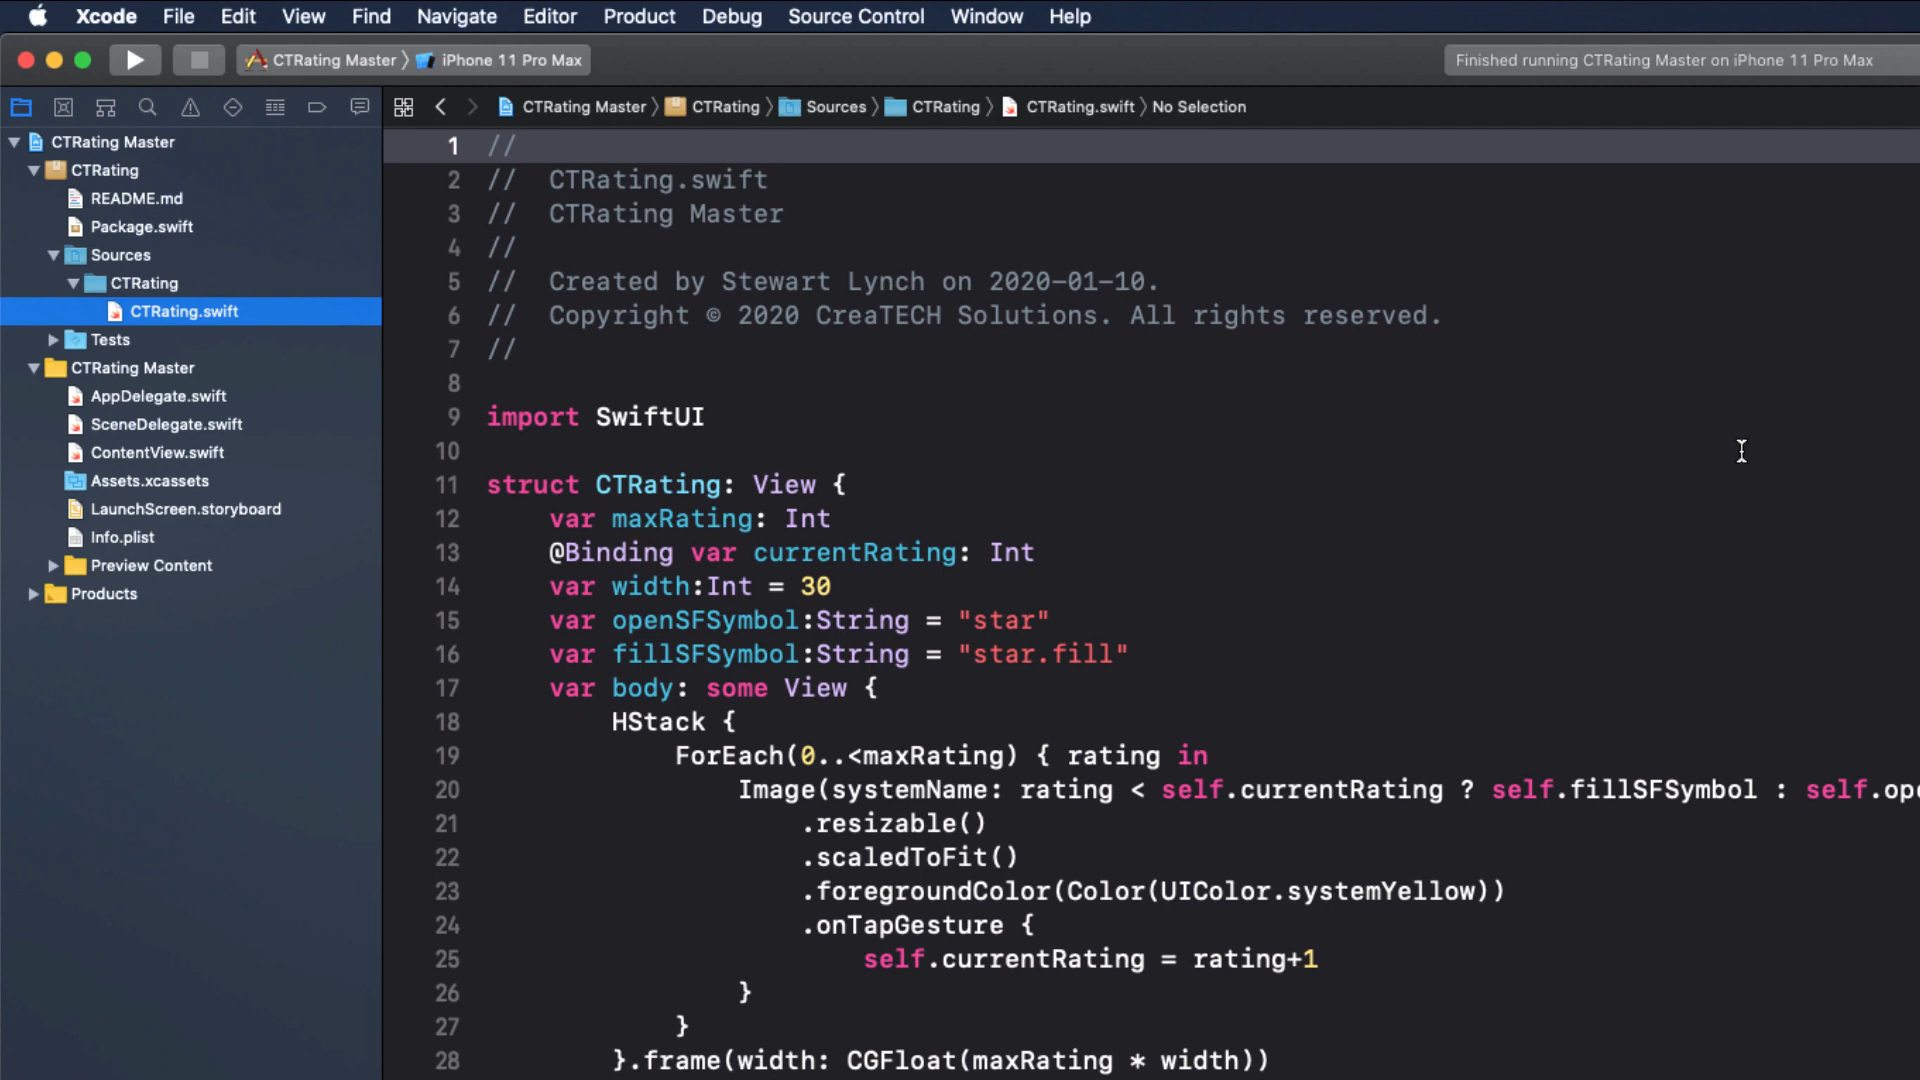 Xcode File Edit View Find Navigate Editor Product Debug Source Control Window Help
CTRating Master 〉 iPhone 11 Pro Max
Finished running CTRating Master on iPhone 11 Pro Max
CTRating Master 〉 CTRating 〉 Sources 〉 CTRating 〉 CTRating.swift 〉 No Selection
CTRating Master
CTRating
README.md
Package.swift
Sources
CTRating
CTRating.swift
Tests
CTRating Master
AppDelegate.swift
SceneDelegate.swift
ContentView.swift
Assets.xcassets
LaunchScreen.storyboard
Info.plist
Preview Content
Products
1 //
2 //  CTRating.swift
3 //  CTRating Master
4 //
5 //  Created by Stewart Lynch on 2020-01-10.
6 //  Copyright © 2020 CreaTECH Solutions. All rights reserved.
7 //
8
9 import SwiftUI
10
11 struct CTRating: View {
12     var maxRating: Int
13     @Binding var currentRating: Int
14     var width:Int = 30
15     var openSFSymbol:String = "star"
16     var fillSFSymbol:String = "star.fill"
17     var body: some View {
18         HStack {
19             ForEach(0..<maxRating) { rating in
20                 Image(systemName: rating < self.currentRating ? self.fillSFSymbol : self.ope
21                     .resizable()
22                     .scaledToFit()
23                     .foregroundColor(Color(UIColor.systemYellow))
24                     .onTapGesture {
25                         self.currentRating = rating+1
26                 }
27             }
28         }.frame(width: CGFloat(maxRating * width))